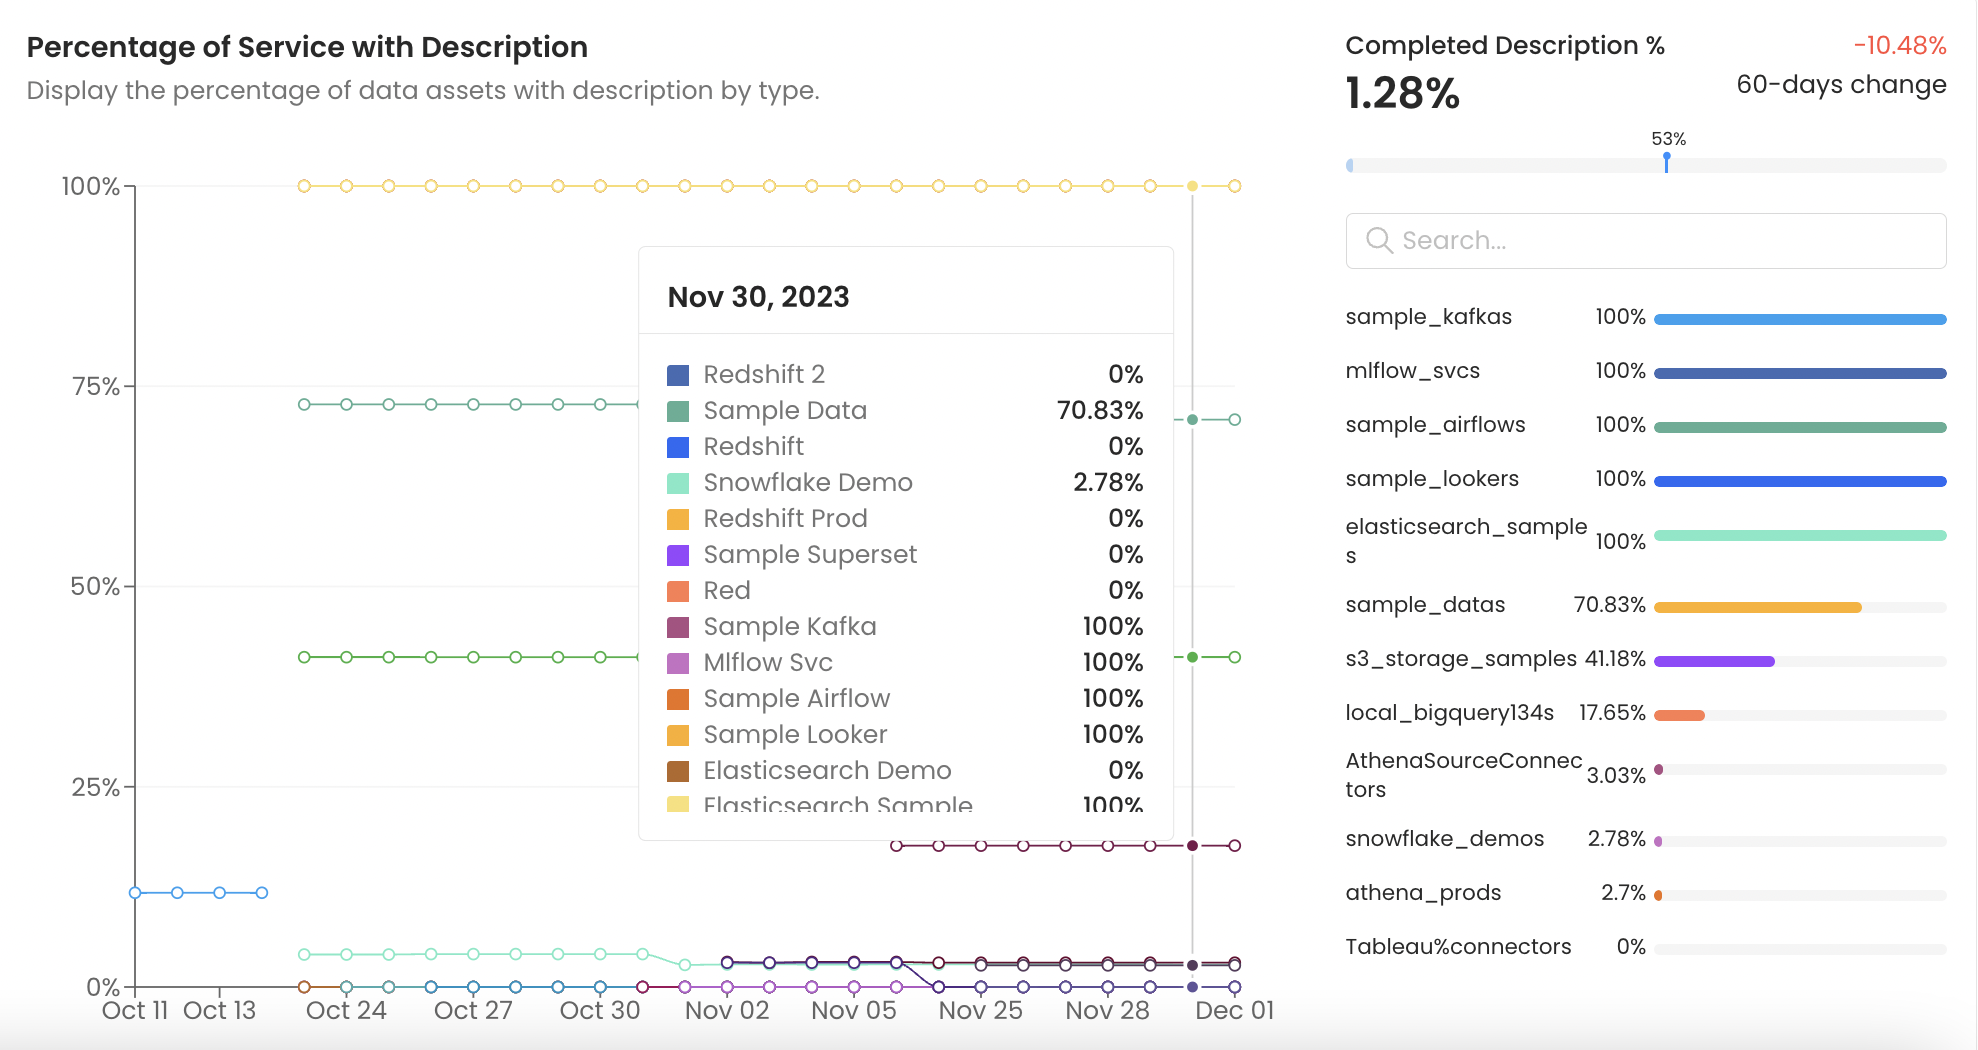 Percentage of Service with Description
Display the percentage of data assets with description by type.
100%
75%
50%
25%
0%
Oct 11 Oct 13 Oct 24 Oct 27 Oct 30 Nov 02 Nov 05 Nov 25 Nov 28 Dec 01
Nov 30, 2023
Redshift 2 0%
Sample Data 70.83%
Redshift 0%
Snowflake Demo 2.78%
Redshift Prod 0%
Sample Superset 0%
Red 0%
Sample Kafka 100%
Mlflow Svc 100%
Sample Airflow 100%
Sample Looker 100%
Elasticsearch Demo 0%
Elasticsearch Sample 100%
Completed Description % -10.48%
1.28% 60-days change
53%
Search...
sample_kafkas 100%
mlflow_svcs 100%
sample_airflows 100%
sample_lookers 100%
elasticsearch_sample
s 100%
sample_datas 70.83%
s3_storage_samples 41.18%
local_bigquery134s 17.65%
AthenaSourceConnec
tors 3.03%
snowflake_demos 2.78%
athena_prods 2.7%
Tableau%connectors 0%